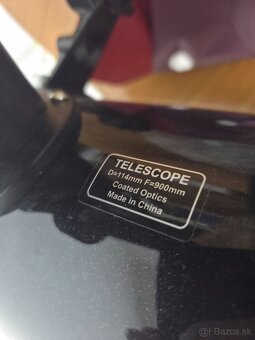 TELESCOPE
D=114mm F=900mm
Coated Optics
Made in China
Bazos.sk